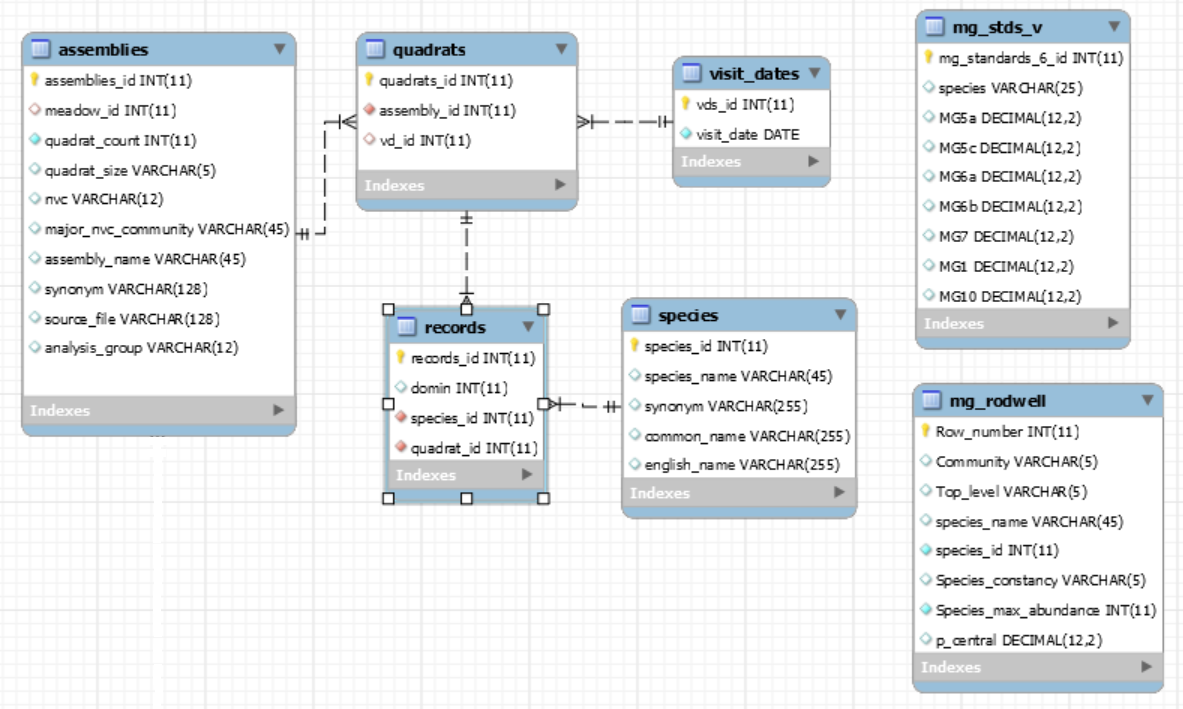 assemblies
assemblies_id INT(11)
meadow_id INT(11)
quadrat_count INT(11)
quadrat_size VARCHAR(5)
nvc VARCHAR(12)
major_nvc_community VARCHAR(45)
assembly_name VARCHAR(45)
synonym VARCHAR(128)
source_file VARCHAR(128)
analysis_group VARCHAR(12)
Indexes
quadrats
quadrats_id INT(11)
assembly_id INT(11)
vd_id INT(11)
Indexes
visit_dates
vds_id INT(11)
visit_date DATE
Indexes
records
records_id INT(11)
domin INT(11)
species_id INT(11)
quadrat_id INT(11)
Indexes
species
species_id INT(11)
species_name VARCHAR(45)
synonym VARCHAR(255)
common_name VARCHAR(255)
english_name VARCHAR(255)
Indexes
mg_stds_v
mg_standards_6_id INT(11)
species VARCHAR(25)
MG5a DECIMAL(12,2)
MG5c DECIMAL(12,2)
MG6a DECIMAL(12,2)
MG6b DECIMAL(12,2)
MG7 DECIMAL(12,2)
MG1 DECIMAL(12,2)
MG10 DECIMAL(12,2)
Indexes
mg_rodwell
Row_number INT(11)
Community VARCHAR(5)
Top_level VARCHAR(5)
species_name VARCHAR(45)
species_id INT(11)
Species_constancy VARCHAR(5)
Species_max_abundance INT(11)
p_central DECIMAL(12,2)
Indexes